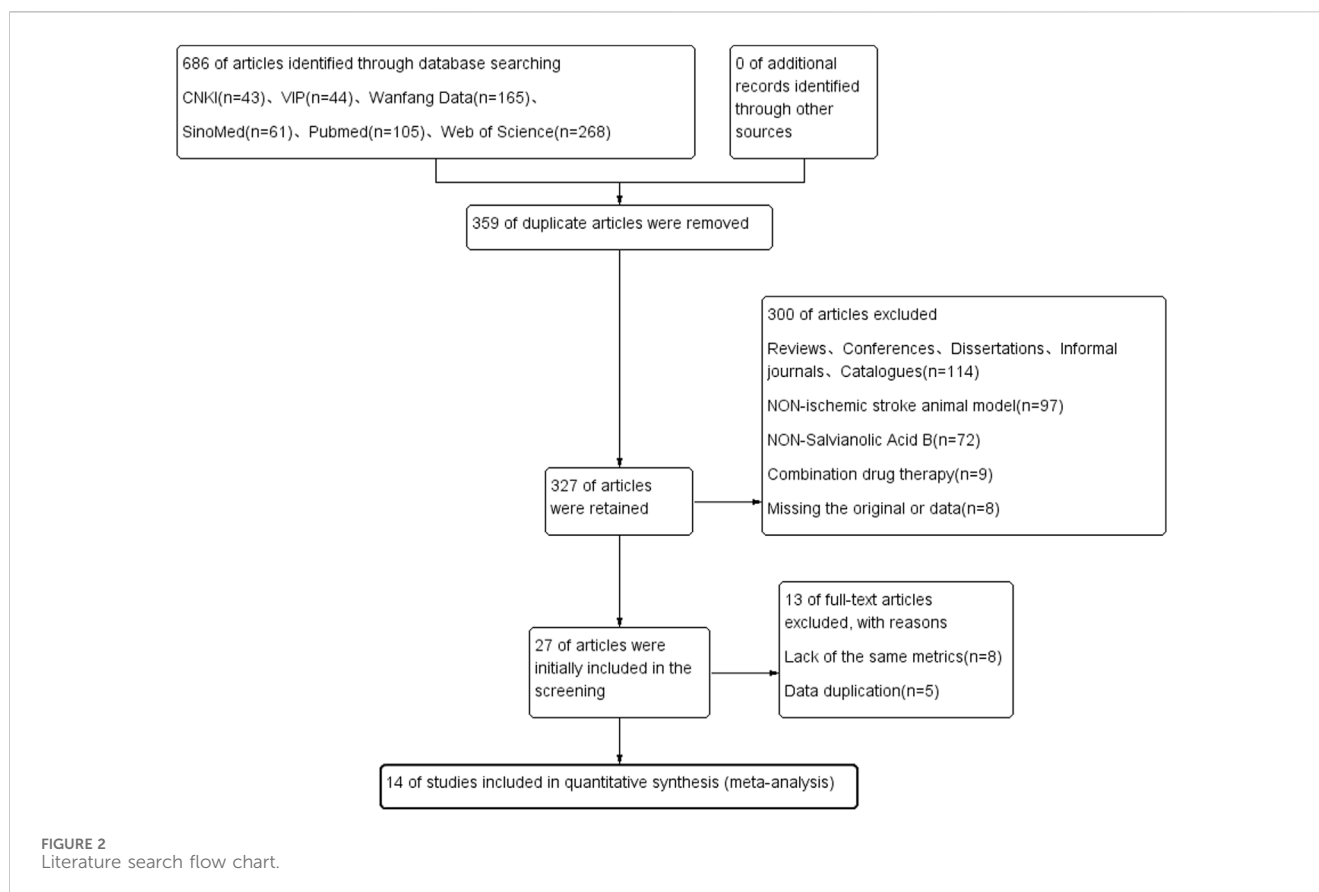 686 of articles identified through database searching
CNKI(n=43)、VIP(n=44)、Wanfang Data(n=165)、
SinoMed(n=61)、Pubmed(n=105)、Web of Science(n=268)
0 of additional
records identified
through other
sources
359 of duplicate articles were removed
300 of articles excluded
Reviews、Conferences、Dissertations、Informal
journals、Catalogues(n=114)
NON-ischemic stroke animal model(n=97)
NON-Salvianolic Acid B(n=72)
Combination drug therapy(n=9)
Missing the original or data(n=8)
327 of articles
were retained
13 of full-text articles
excluded, with reasons
Lack of the same metrics(n=8)
Data duplication(n=5)
27 of articles were
initially included in the
screening
14 of studies included in quantitative synthesis (meta-analysis)
FIGURE 2
Literature search flow chart.